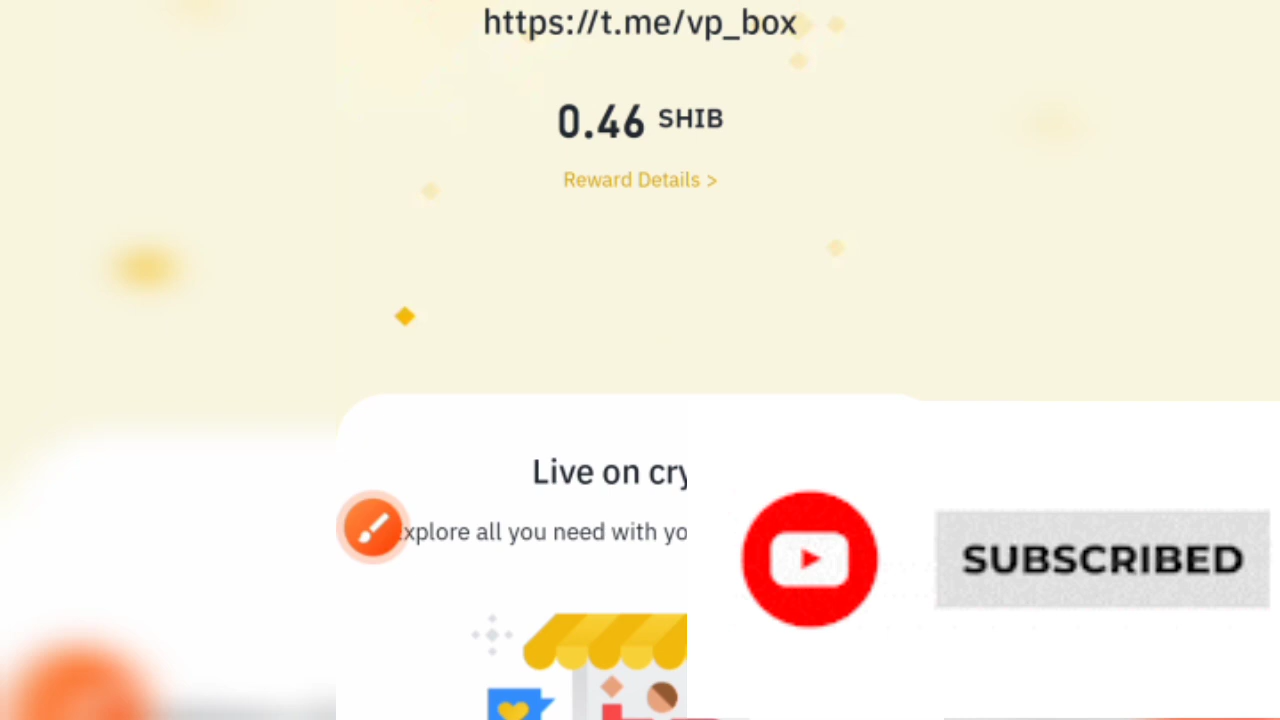 https://t.me/vp_box
0.46 SHIB
Reward Details >
Live on cry
xplore all you need with yo
SUBSCRIBED